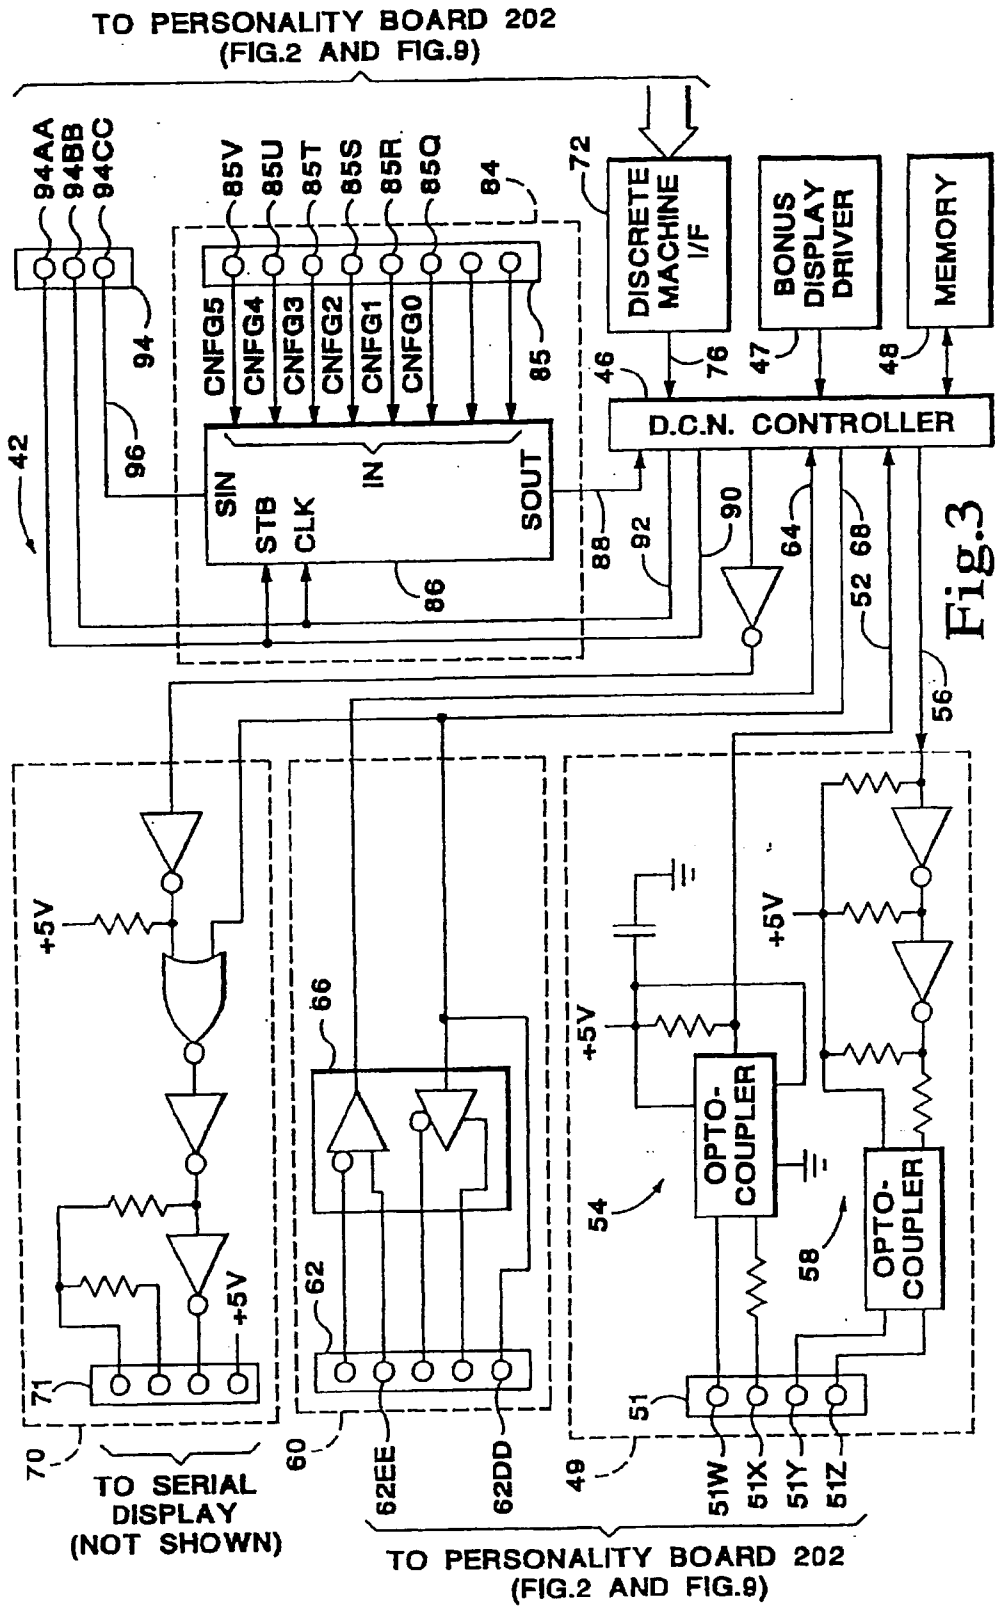 TO PERSONALITY BOARD 202
(FIG.2 AND FIG.9)
94AA
94BB
94CC
85V
85U
85T
85S
85R
85Q
84
72
DISCRETE
MACHINE
I/F
BONUS
DISPLAY
DRIVER
MEMORY
94
96
42
CNFG5
CNFG4
CNFG3
CNFG2
CNFG1
CNFG0
85
46
76
47
48
D.C.N. CONTROLLER
SIN
IN
SOUT
STB
CLK
86
88
92
90
64
68
52
56
Fig.3
+5V
+5V
70
71
TO SERIAL
DISPLAY
(NOT SHOWN)
66
62
60
62EE
62DD
+5V
+5V
OPTO-
COUPLER
54
OPTO-
COUPLER
58
51
49
51W
51X
51Y
51Z
TO PERSONALITY BOARD 202
(FIG.2 AND FIG.9)